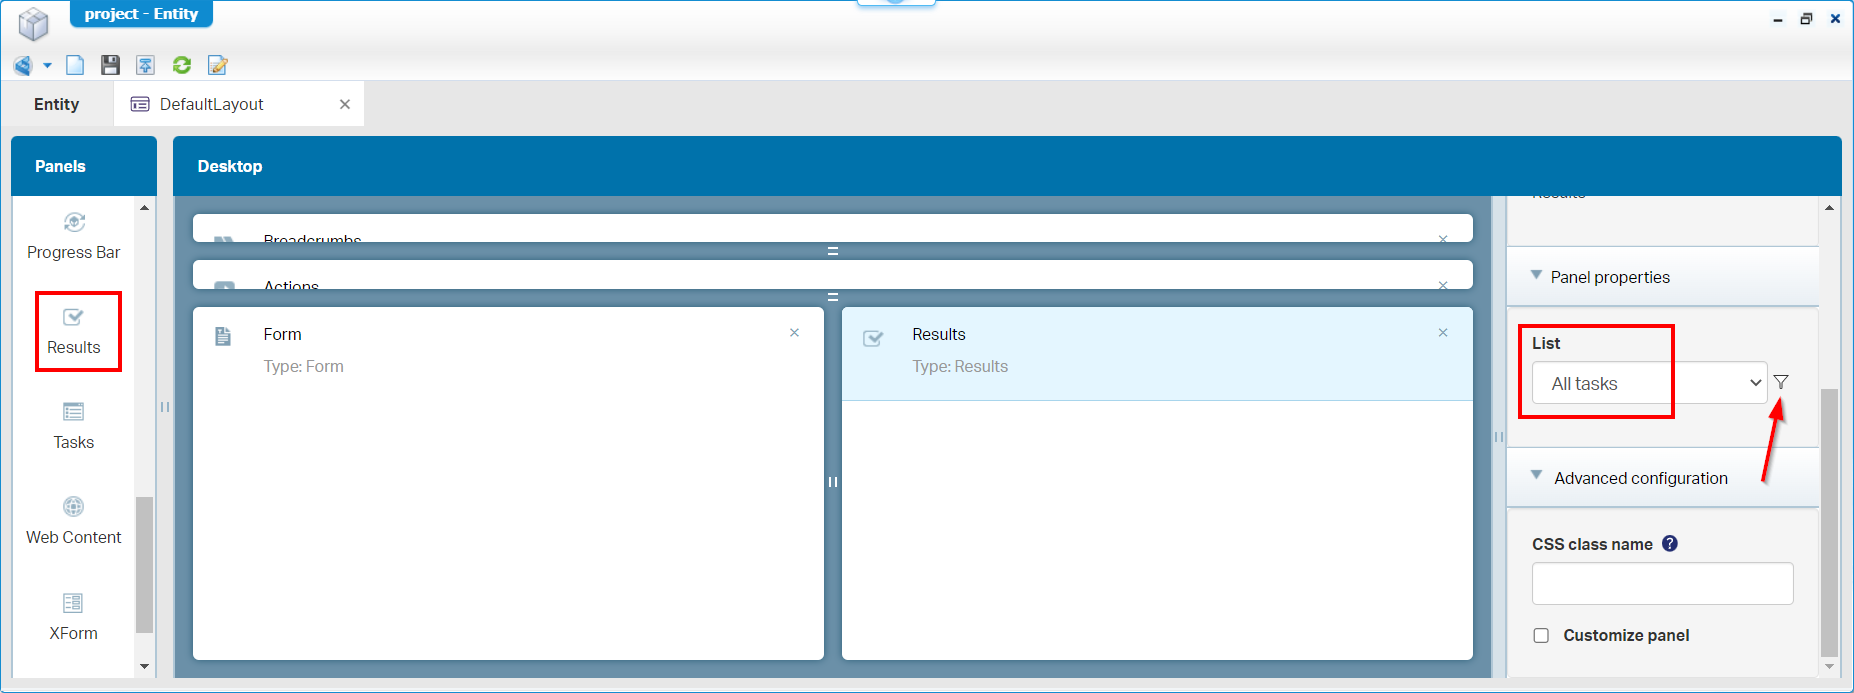 project - Entity
Entity
DefaultLayout
Panels
Desktop
Progress Bar
Results
Tasks
Web Content
XForm
Breadcrumbs
Actions
Form
Type: Form
Results
Type: Results
Results
Panel properties
List
All tasks
Advanced configuration
CSS class name ?
Customize panel